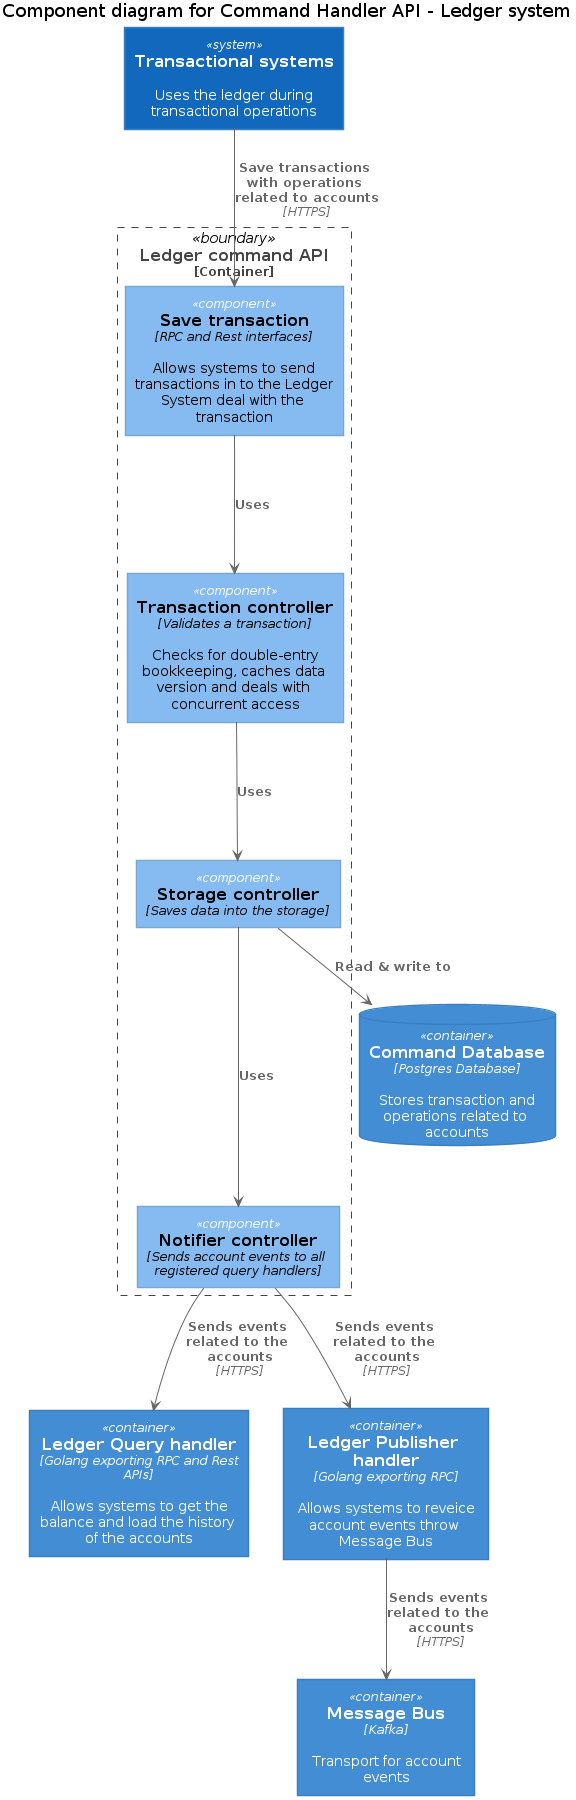 Component diagram for Command Handler API - Ledger system
«system»
Transactional systems
Uses the ledger during
transactional operations
Save transactions
with operations
related to accounts
[HTTPS]
«boundary»
Ledger command API
[Container]
«component»
Save transaction
[RPC and Rest interfaces]
Allows systems to send
transactions in to the Ledger
System deal with the
transaction
Uses
«component»
Transaction controller
[Validates a transaction]
Checks for double-entry
bookkeeping, caches data
version and deals with
concurrent access
Uses
«component»
Storage controller
[Saves data into the storage]
Read & write to
«container»
Command Database
[Postgres Database]
Stores transaction and
operations related to
accounts
Uses
«component»
Notifier controller
[Sends account events to all
registered query handlers]
Sends events
related to the
accounts
[HTTPS]
Sends events
related to the
accounts
[HTTPS]
«container»
Ledger Query handler
[Golang exporting RPC and Rest
APIs]
Allows systems to get the
balance and load the history
of the accounts
«container»
Ledger Publisher
handler
[Golang exporting RPC]
Allows systems to reveice
account events throw
Message Bus
Sends events
related to the
accounts
[HTTPS]
«container»
Message Bus
[Kafka]
Transport for account
events